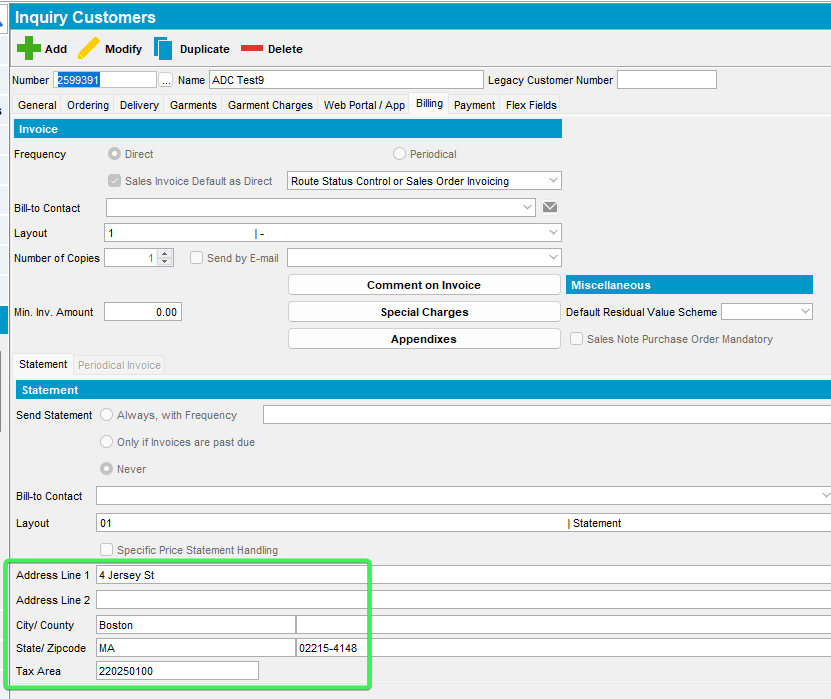 Inquiry Customers
Add Modify Duplicate Delete
Number 2599391 ... Name ADC Test9 Legacy Customer Number
General Ordering Delivery Garments Garment Charges Web Portal / App Billing Payment Flex Fields
Invoice
Frequency Direct Periodical
Sales Invoice Default as Direct Route Status Control or Sales Order Invoicing
Bill-to Contact
Layout 1 | -
Number of Copies 1 Send by E-mail
Comment on Invoice Miscellaneous
Min. Inv. Amount 0.00 Special Charges Default Residual Value Scheme
Appendixes Sales Note Purchase Order Mandatory
Statement Periodical Invoice
Statement
Send Statement Always, with Frequency
Only if Invoices are past due
Never
Bill-to Contact
Layout 01 | Statement
Specific Price Statement Handling
Address Line 1 4 Jersey St
Address Line 2
City/ County Boston
State/ Zipcode MA 02215-4148
Tax Area 220250100